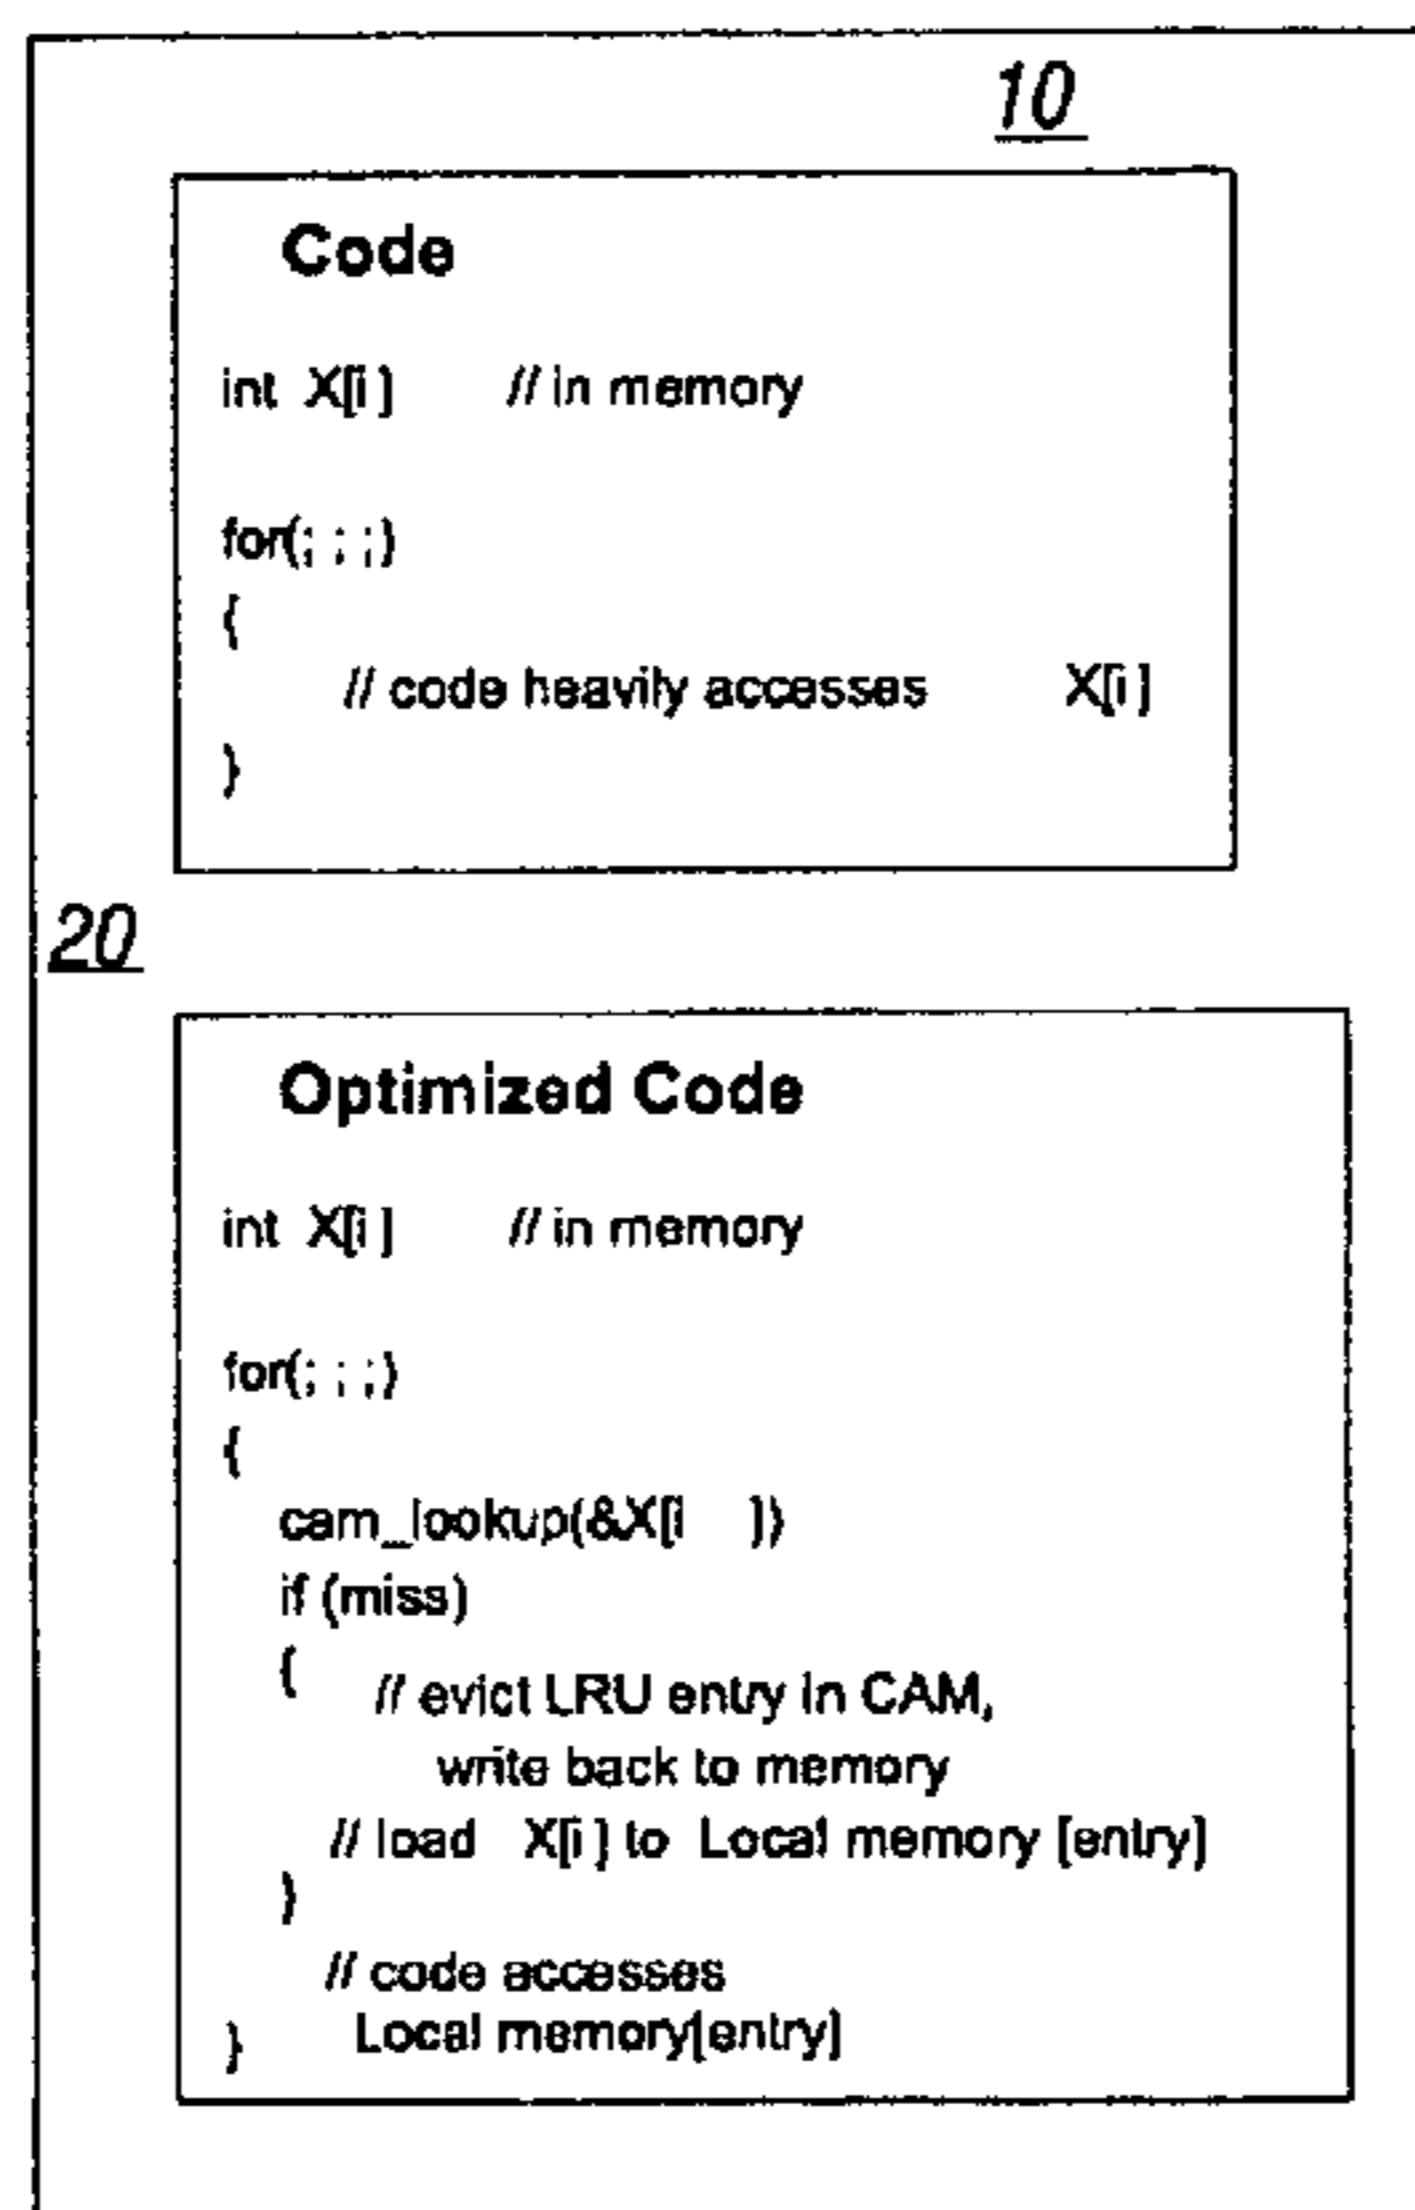 10
Code
int X[i] // in memory
for(; ; ;)
{
// code heavily accesses X[i]
}
20
Optimized Code
int X[i] // in memory
for(; ; ;)
{
cam_lookup(&X[i ])
if (miss)
{ // evict LRU entry in CAM,
write back to memory
// load X[i] to Local memory [entry]
}
// code accesses
} Local memory[entry]